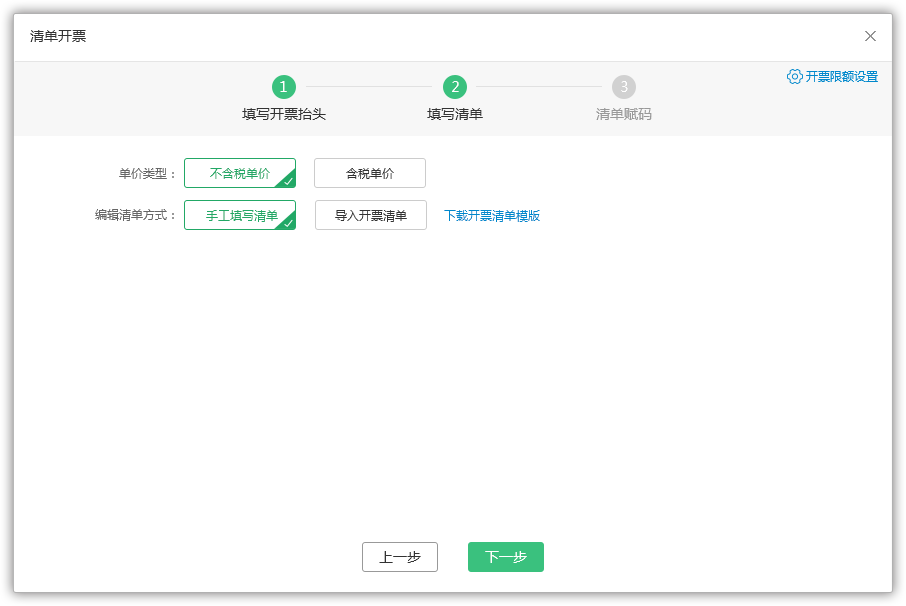 清单开票
1 2 3
开票限额设置
填写开票抬头 填写清单 清单赋码
单价类型： 不含税单价 含税单价
编辑清单方式： 手工填写清单 导入开票清单 下载开票清单模版
上一步 下一步